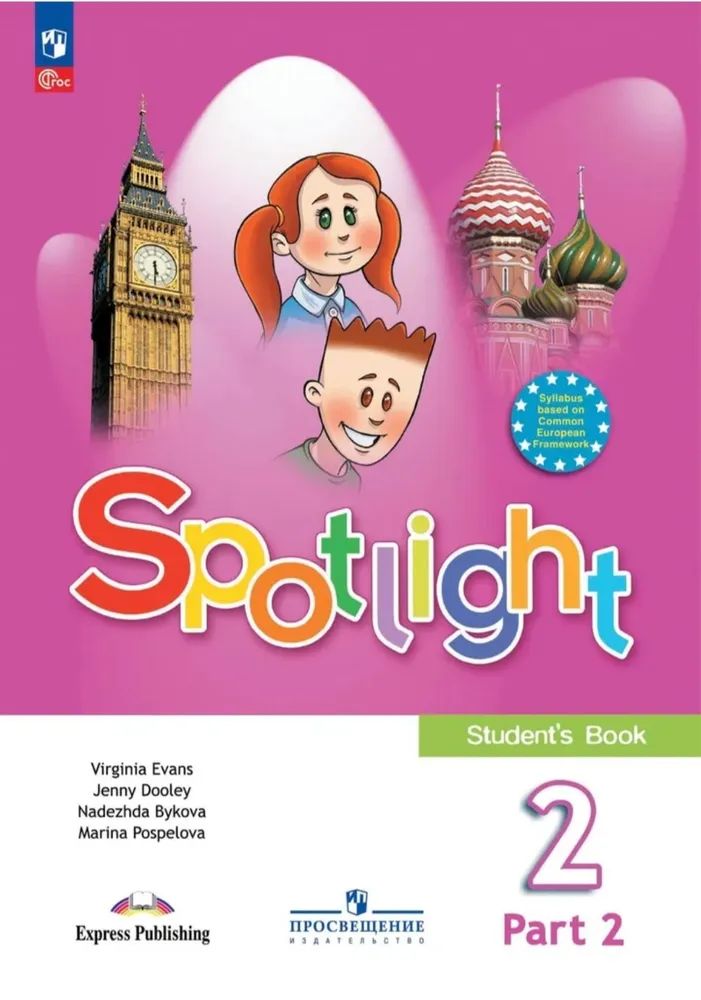 ФГОС
Syllabus
based on
Common
European
Framework
Spotlight
Student's Book
Virginia Evans
Jenny Dooley
Nadezhda Bykova
Marina Pospelova
2
Part 2
Express Publishing
ПРОСВЕЩЕНИЕ
ИЗДАТЕЛЬСТВО